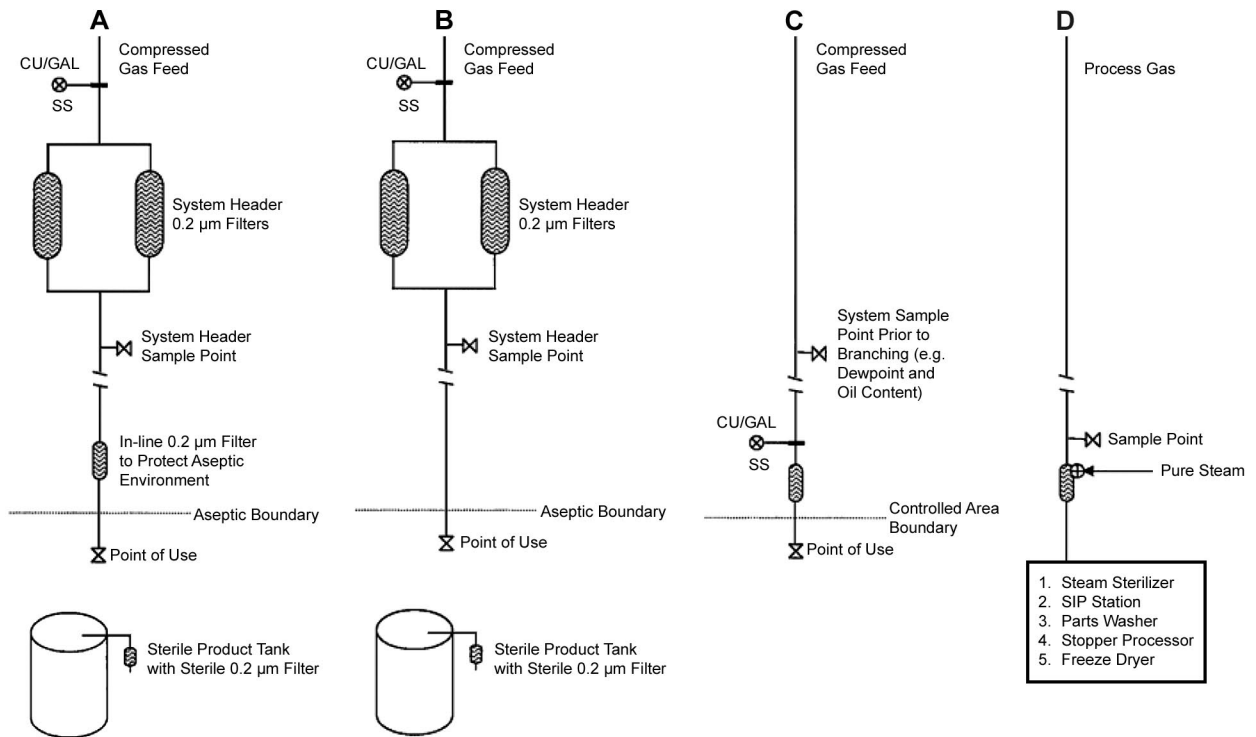 A
B
C
D
Compressed
Gas Feed
CU/GAL
SS
System Header
0.2 µm Filters
System Header
Sample Point
In-line 0.2 µm Filter
to Protect Aseptic
Environment
Aseptic Boundary
Point of Use
Sterile Product Tank
with Sterile 0.2 µm Filter
Compressed
Gas Feed
CU/GAL
SS
System Header
0.2 µm Filters
System Header
Sample Point
Aseptic Boundary
Point of Use
Sterile Product Tank
with Sterile 0.2 µm Filter
Compressed
Gas Feed
System Sample
Point Prior to
Branching (e.g.
Dewpoint and
Oil Content)
CU/GAL
SS
Controlled Area
Boundary
Point of Use
Process Gas
Sample Point
Pure Steam
1. Steam Sterilizer
2. SIP Station
3. Parts Washer
4. Stopper Processor
5. Freeze Dryer